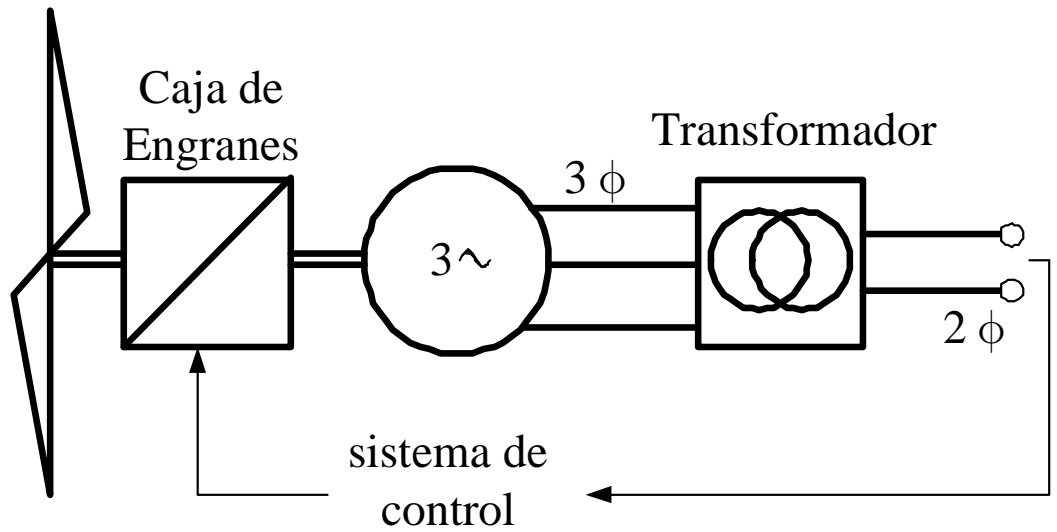 Caja de
Engranes
Transformador
3 ϕ
3~
2 ϕ
sistema de
control